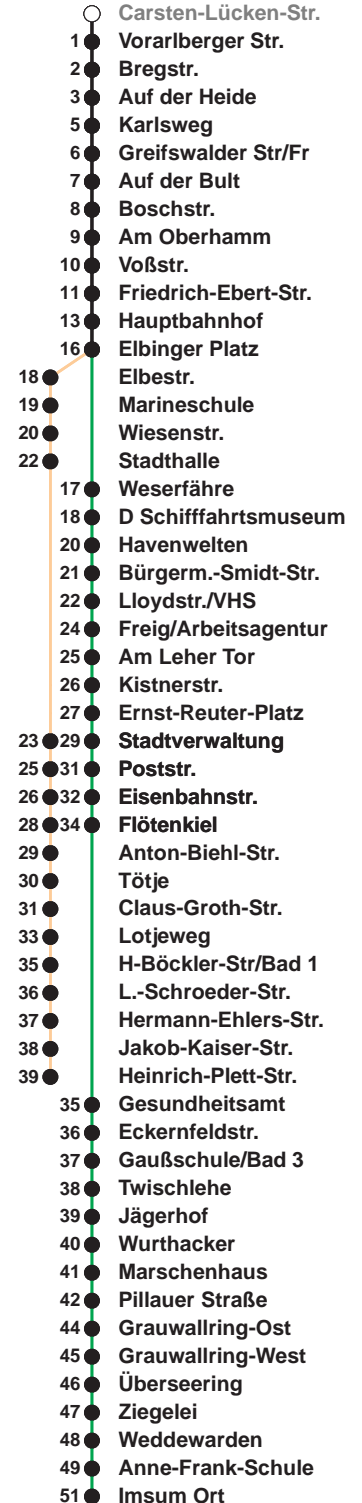 Carsten-Lücken-Str.
1 Vorarlberger Str.
2 Bregstr.
3 Auf der Heide
5 Karlsweg
6 Greifswalder Str/Fr
7 Auf der Bult
8 Boschstr.
9 Am Oberhamm
10 Voßstr.
11 Friedrich-Ebert-Str.
13 Hauptbahnhof
16 Elbinger Platz
18 Elbestr.
19 Marineschule
20 Wiesenstr.
22 Stadthalle
17 Weserfähre
18 D Schifffahrtsmuseum
20 Havenwelten
21 Bürgerm.-Smidt-Str.
22 Lloydstr./VHS
24 Freig/Arbeitsagentur
25 Am Leher Tor
26 Kistnerstr.
27 Ernst-Reuter-Platz
23 29 Stadtverwaltung
25 31 Poststr.
26 32 Eisenbahnstr.
28 34 Flötenkiel
29 Anton-Biehl-Str.
30 Tötje
31 Claus-Groth-Str.
33 Lotjeweg
35 H-Böckler-Str/Bad 1
36 L.-Schroeder-Str.
37 Hermann-Ehlers-Str.
38 Jakob-Kaiser-Str.
39 Heinrich-Plett-Str.
35 Gesundheitsamt
36 Eckernfeldstr.
37 Gaußschule/Bad 3
38 Twischlehe
39 Jägerhof
40 Wurthacker
41 Marschenhaus
42 Pillauer Straße
44 Grauwallring-Ost
45 Grauwallring-West
46 Überseering
47 Ziegelei
48 Weddewarden
49 Anne-Frank-Schule
51 Imsum Ort